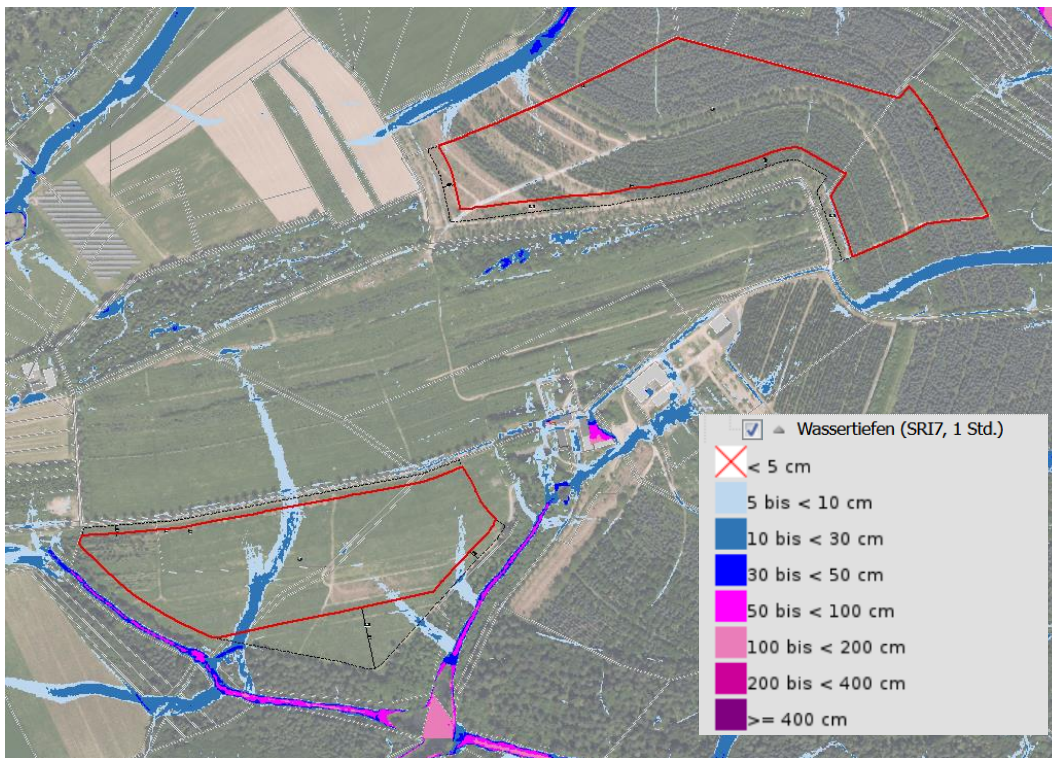 Wassertiefen (SRI7, 1 Std.)
< 5 cm
5 bis < 10 cm
10 bis < 30 cm
30 bis < 50 cm
50 bis < 100 cm
100 bis < 200 cm
200 bis < 400 cm
>= 400 cm